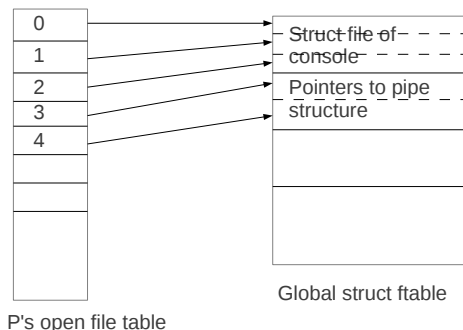 0
1
2
3
4
Struct file of
console
Pointers to pipe
structure
Global struct ftable
P's open file table